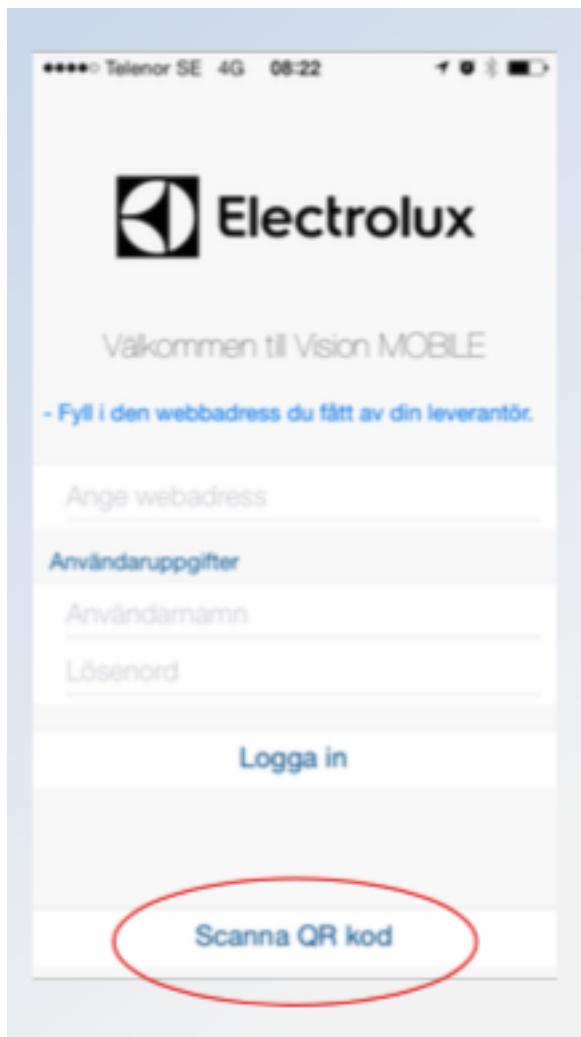 Telenor SE 4G 08:22
Electrolux
Välkommen till Vision MOBILE
- Fyll i den webbadress du fått av din leverantör.
Ange webadress
Användaruppgifter
Användarnamn
Lösenord
Logga in
Scanna QR kod